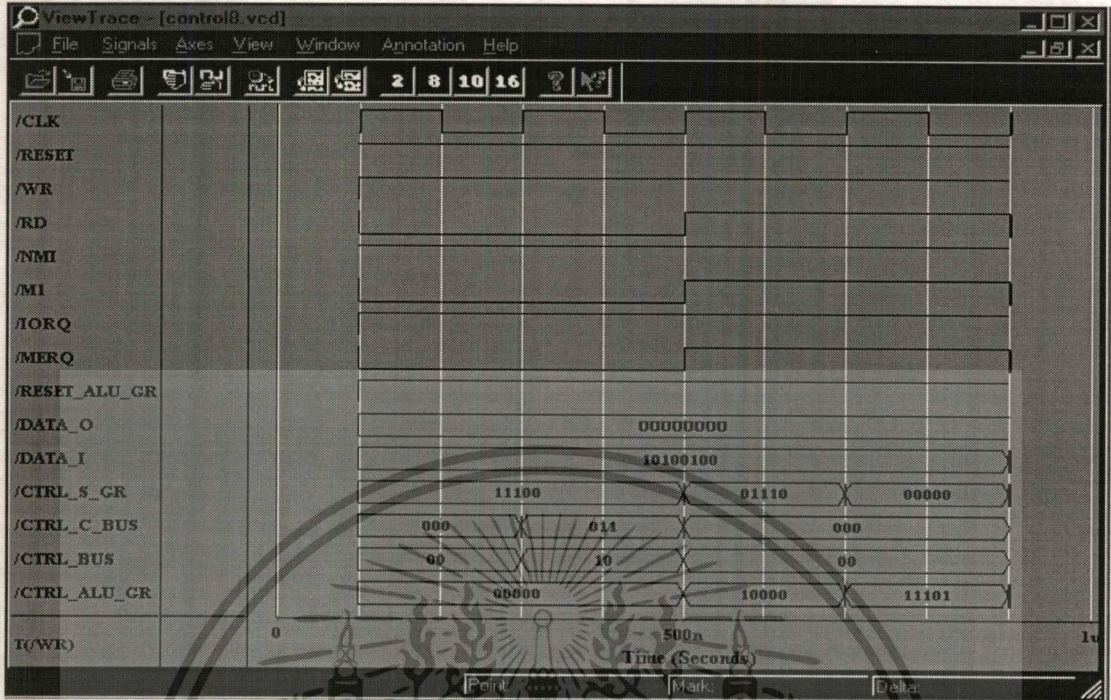 ViewTrace - [control8.vcd]
File Signals Axes View Window Annotation Help
2 8 10 16
/CLK
/RESET
/WR
/RD
/NMI
/M1
/IORQ
/MERQ
/RESET_ALU_GR
/DATA_O 00000000
/DATA_I 10100100
/CTRL_S_GR 11100 01110 00000
/CTRL_C_BUS 000 011 000
/CTRL_BUS 00 10 00
/CTRL_ALU_GR 00000 10000 11101
T(/WR) 0 500n 1u
Time (Seconds)
Point: Mark: Delta: